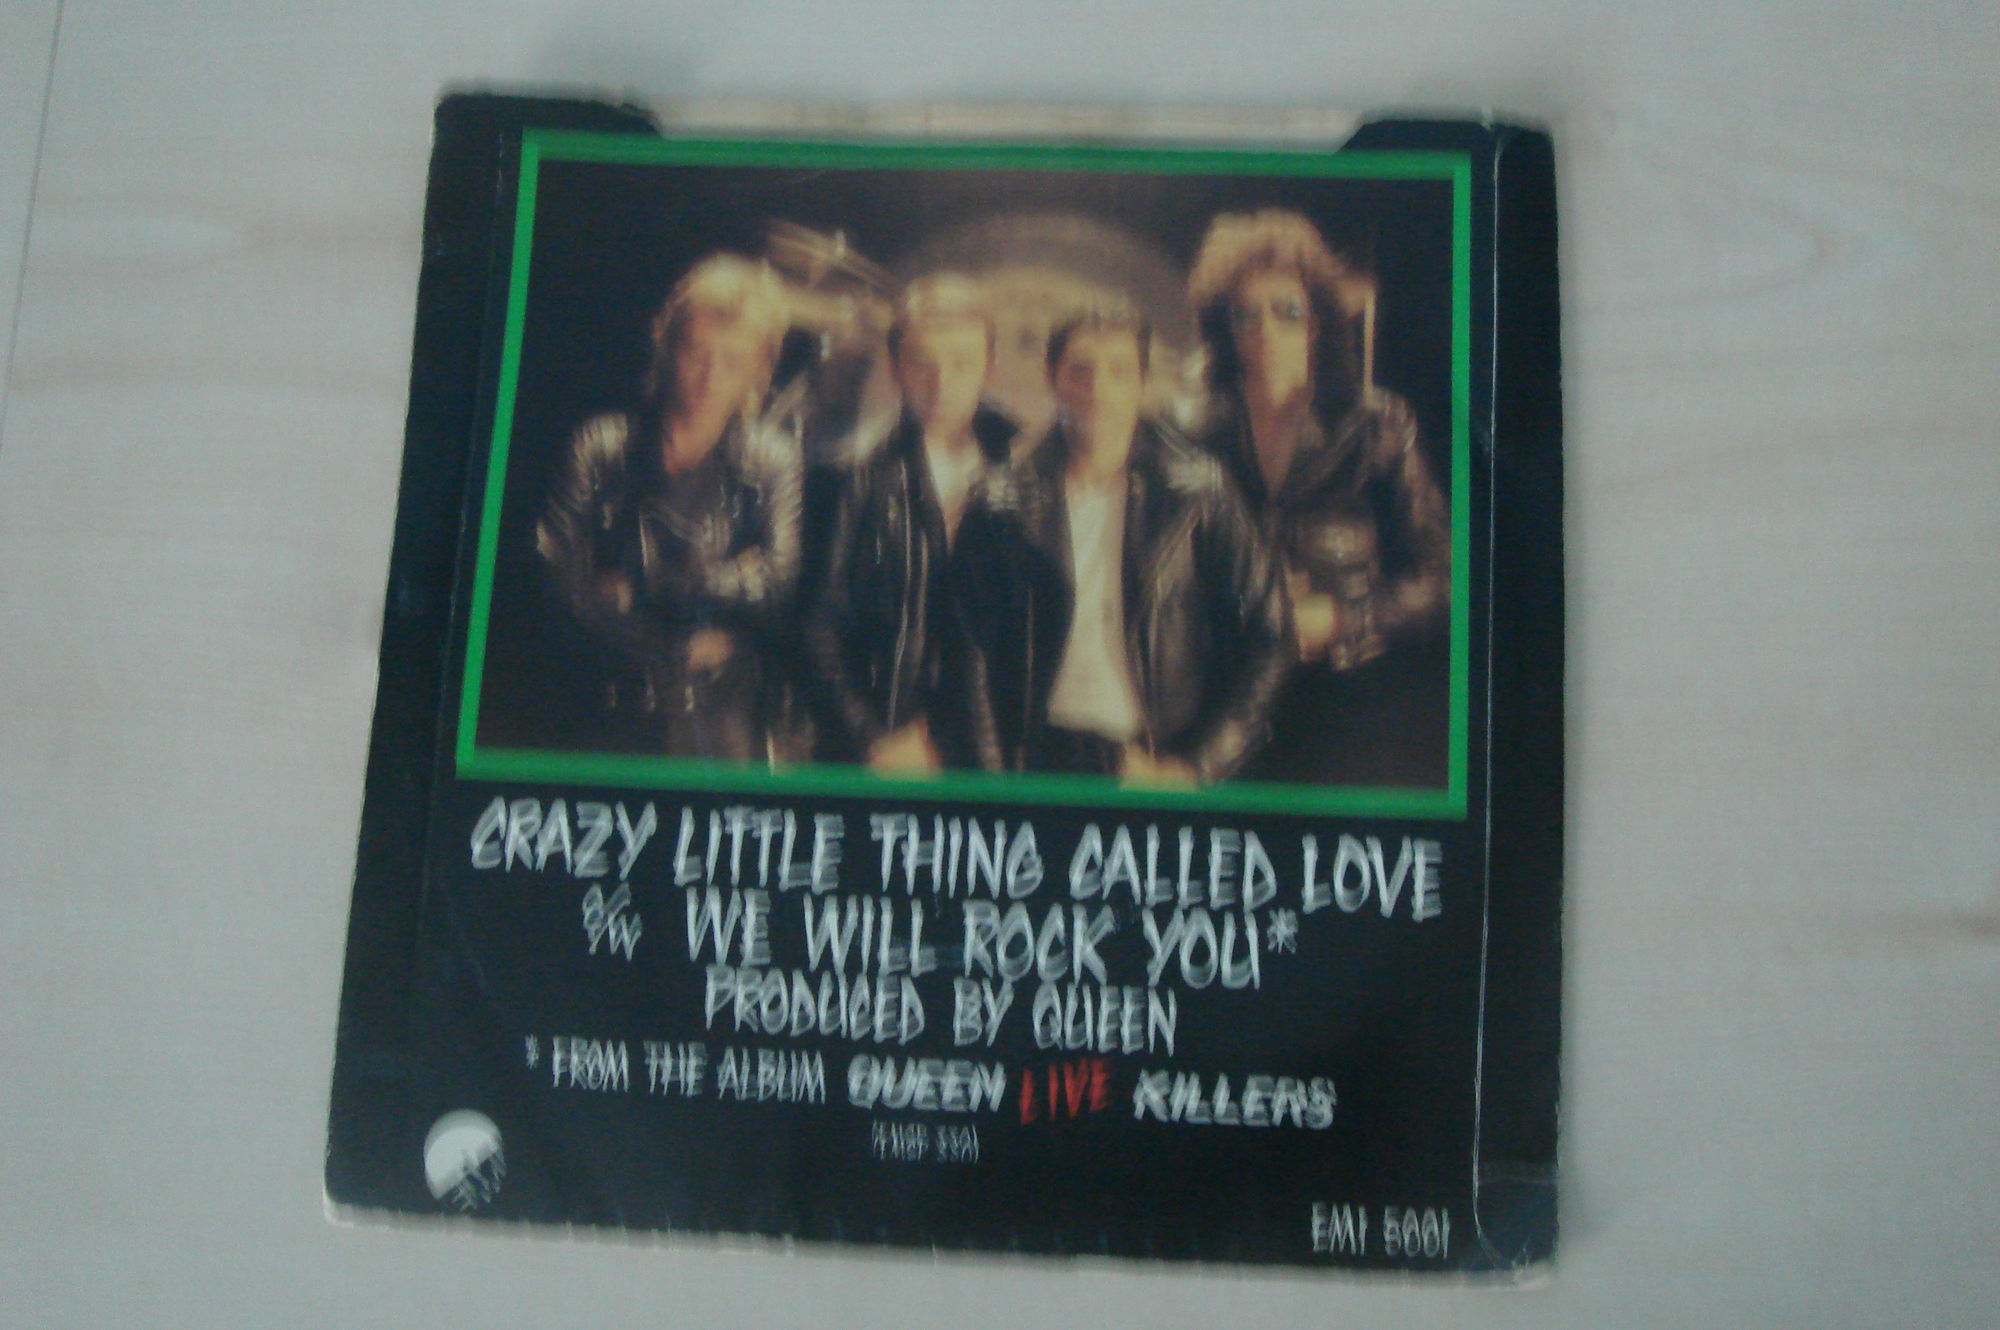 CRAZY LITTLE THING CALLED LOVE
c/w WE WILL ROCK YOU*
PRODUCED BY QUEEN
* FROM THE ALBUM QUEEN LIVE KILLERS
EMI 5001